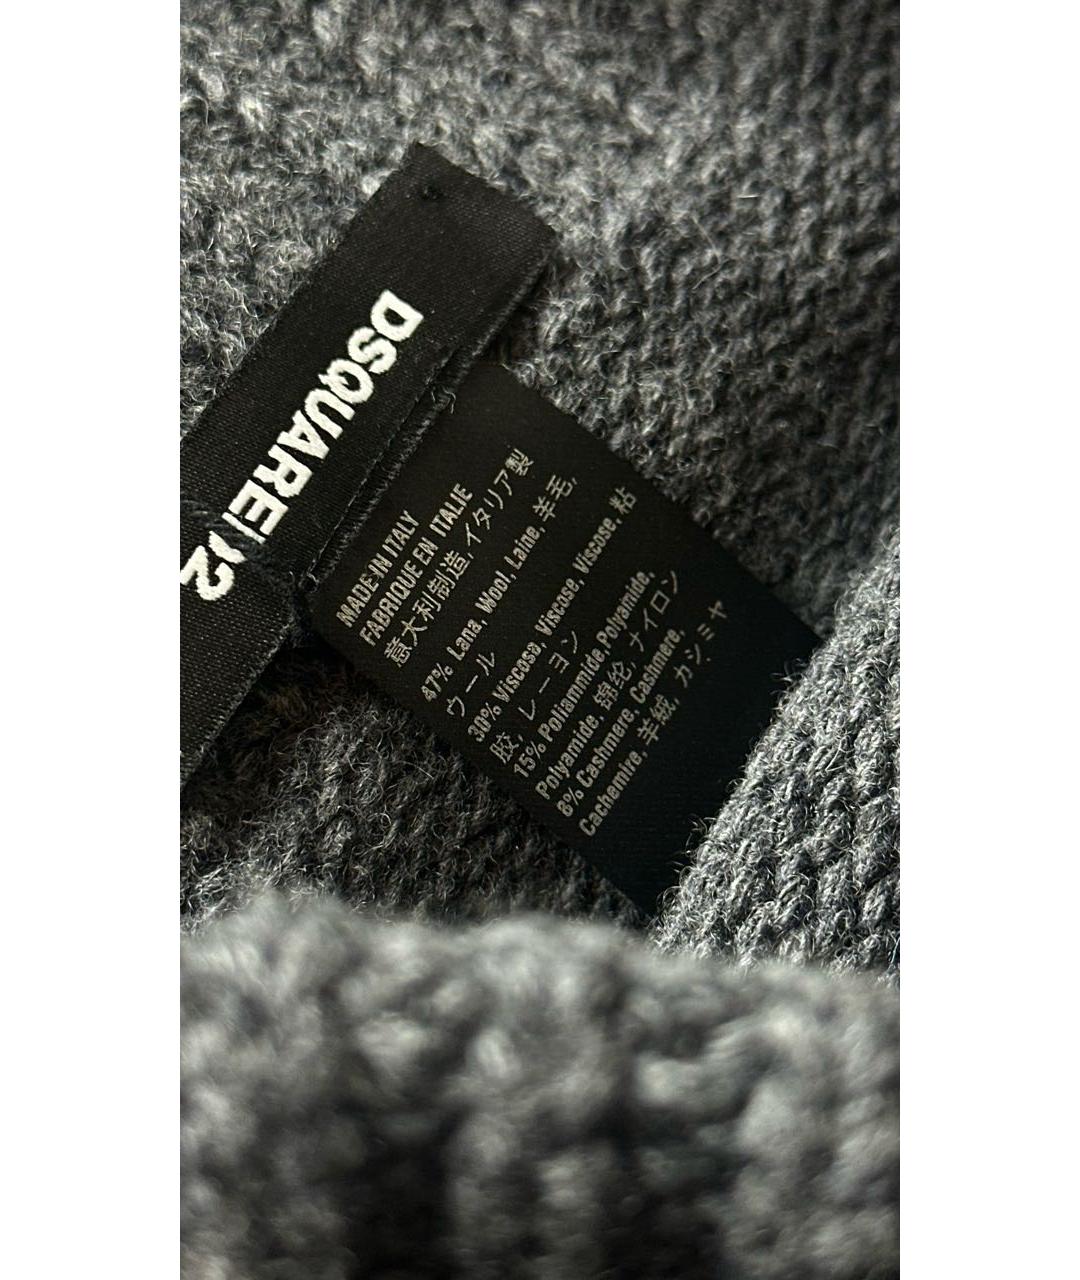 DSQUARED2
MADE IN ITALY
FABRIQUE EN ITALIE
意大利制造,イタリア製
47% Lana, Wool, Laine, 羊毛,
ウール
30% Viscosa, Viscose, Viscose, 粘
胶, レーヨン
15% Poliammide,Polyamide,
Polyamide, 锦纶, ナイロン
8% Cashmere, Cashmere,
Cachemire, 羊绒, カシミヤ